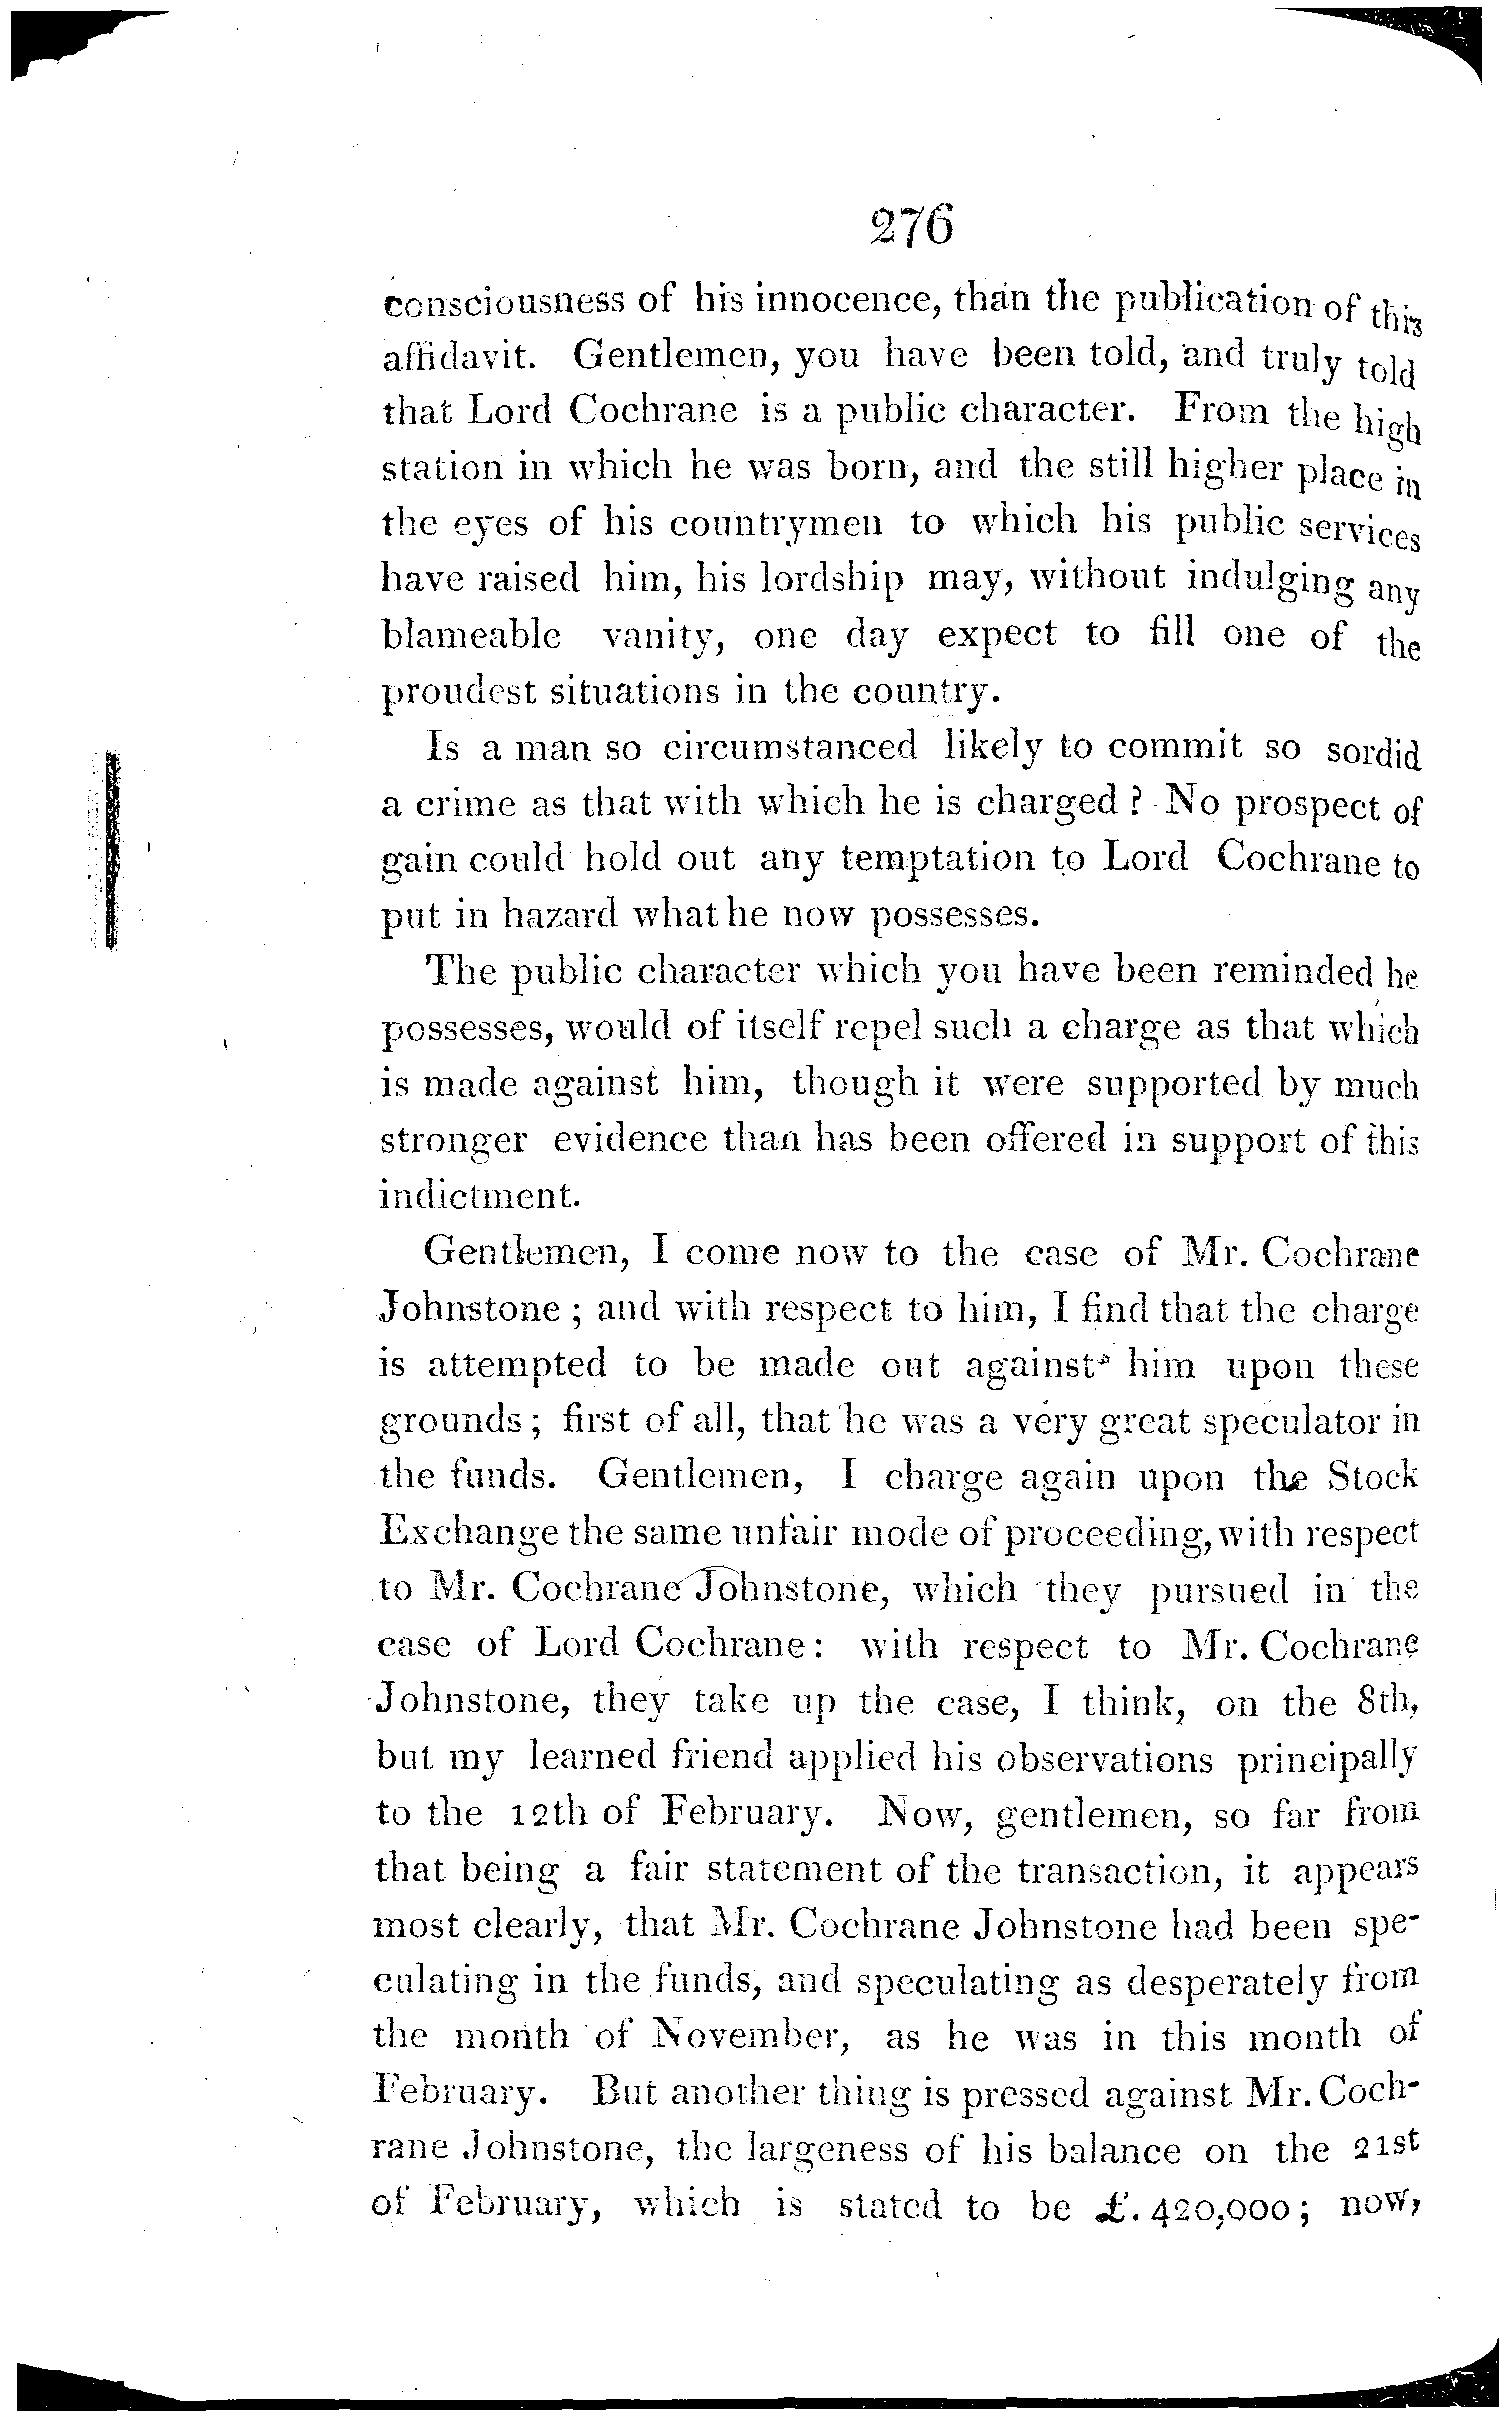 276
consciousness of his innocence, than the publication of this
affidavit. Gentlemen, you have been told, and truly told
that Lord Cochrane is a public character. From the high
station in which he was born, and the still higher place in
the eyes of his countrymen to which his public services
have raised him, his lordship may, without indulging any
blameable vanity, one day expect to fill one of the
proudest situations in the country.
Is a man so circumstanced likely to commit so sordid
a crime as that with which he is charged? No prospect of
gain could hold out any temptation to Lord Cochrane to
put in hazard what he now possesses.
The public character which you have been reminded he
possesses, would of itself repel such a charge as that which
is made against him, though it were supported by much
stronger evidence than has been offered in support of this
indictment.
Gentlemen, I come now to the case of Mr. Cochrane
Johnstone; and with respect to him, I find that the charge
is attempted to be made out against him upon these
grounds; first of all, that he was a very great speculator in
the funds. Gentlemen, I charge again upon the Stock
Exchange the same unfair mode of proceeding, with respect
to Mr. Cochrane Johnstone, which they pursued in the
case of Lord Cochrane: with respect to Mr. Cochrane
Johnstone, they take up the case, I think, on the 8th,
but my learned friend applied his observations principally
to the 12th of February. Now, gentlemen, so far from
that being a fair statement of the transaction, it appears
most clearly, that Mr. Cochrane Johnstone had been spe-
culating in the funds, and speculating as desperately from
the month of November, as he was in this month of
February. But another thing is pressed against Mr. Coch-
rane Johnstone, the largeness of his balance on the 21st
of February, which is stated to be £. 420,000; now,